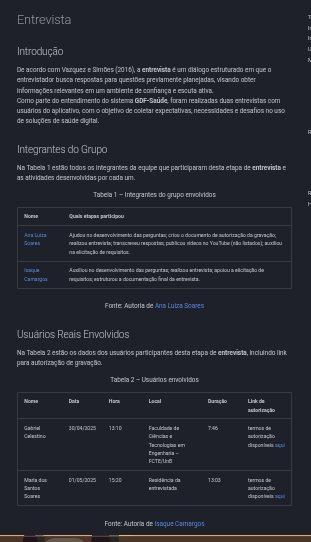 Entrevista
Introdução
De acordo com Vazquez e Simões (2016), a entrevista é um diálogo estruturado em que o
entrevistador busca respostas para questões previamente planejadas, visando obter
informações relevantes em um ambiente de confiança e escuta ativa.
Como parte do entendimento do sistema GDF-Saúde, foram realizadas duas entrevistas com
usuários do aplicativo, com o objetivo de coletar expectativas, necessidades e desafios no uso
de soluções de saúde digital.
Integrantes do Grupo
Na Tabela 1 estão todos os integrantes da equipe que participaram desta etapa de entrevista e
as atividades desenvolvidas por cada um.
Tabela 1 – Integrantes do grupo envolvidos
Nome Quais etapas participou
Ana Luiza Soares Ajudou no desenvolvimento das perguntas; criou o documento de autorização da gravação;
realizou entrevista; transcreveu respostas; publicou vídeos no YouTube (não listados); auxiliou
na elicitação de requisitos.
Isaque Camargos Auxiliou no desenvolvimento das perguntas; realizou entrevista; apoiou a elicitação de
requisitos; estruturou a documentação final da entrevista.
Fonte: Autoria de Ana Luiza Soares
Usuários Reais Envolvidos
Na Tabela 2 estão os dados dos usuários participantes desta etapa de entrevista, incluindo link
para autorização de gravação.
Tabela 2 – Usuários envolvidos
Nome Data Hora Local Duração Link de autorização
Gabriel Celestino 30/04/2025 13:10 Faculdade de Ciências e Tecnologias em Engenharia – FCTE/UnB 7:46 termos de autorização disponíveis aqui
Maria dos Santos Soares 01/05/2025 15:20 Residência da entrevistada 13:03 termos de autorização disponíveis aqui
Fonte: Autoria de Isaque Camargos